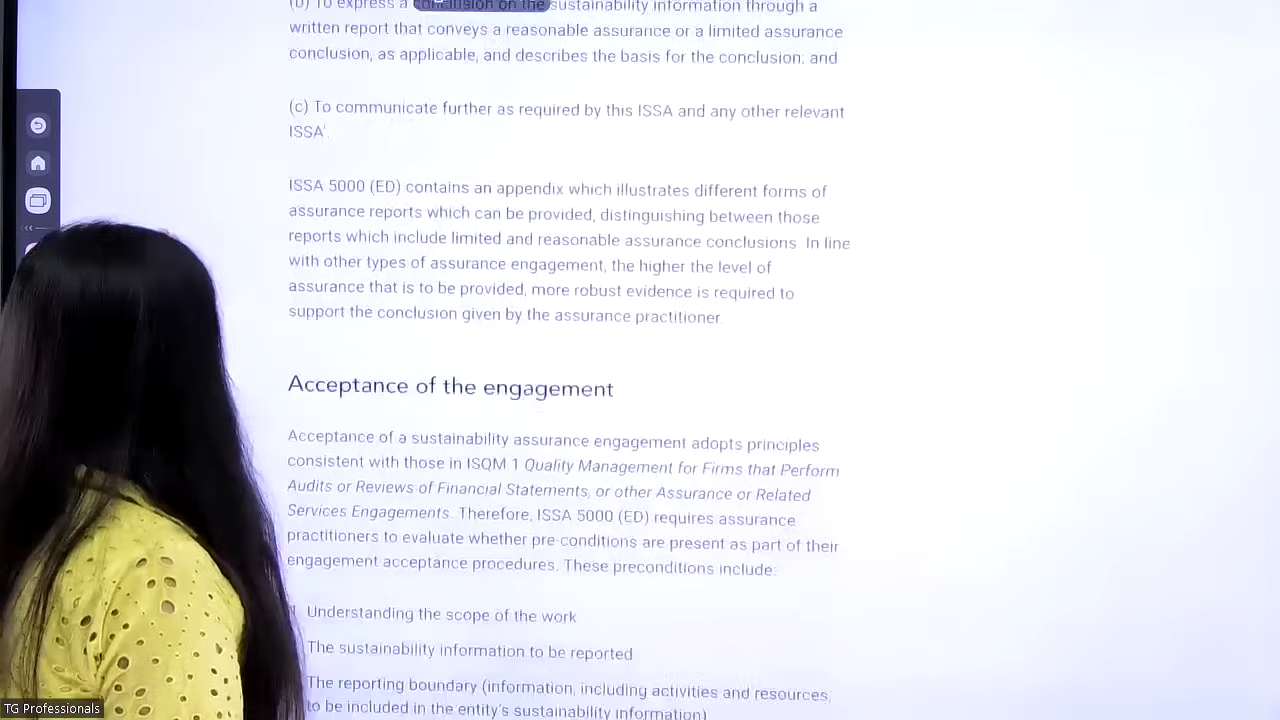 (b) To express a conclusion on the sustainability information through a
written report that conveys a reasonable assurance or a limited assurance
conclusion, as applicable, and describes the basis for the conclusion; and
(c) To communicate further as required by this ISSA and any other relevant
ISSA'.
ISSA 5000 (ED) contains an appendix which illustrates different forms of
assurance reports which can be provided, distinguishing between those
reports which include limited and reasonable assurance conclusions. In line
with other types of assurance engagement, the higher the level of
assurance that is to be provided, more robust evidence is required to
support the conclusion given by the assurance practitioner.
Acceptance of the engagement
Acceptance of a sustainability assurance engagement adopts principles
consistent with those in ISQM 1 Quality Management for Firms that Perform
Audits or Reviews of Financial Statements, or other Assurance or Related
Services Engagements. Therefore, ISSA 5000 (ED) requires assurance
practitioners to evaluate whether pre-conditions are present as part of their
engagement acceptance procedures. These preconditions include:
Understanding the scope of the work
The sustainability information to be reported
The reporting boundary (information, including activities and resources,
to be included in the entity's sustainability information)
TG Professionals